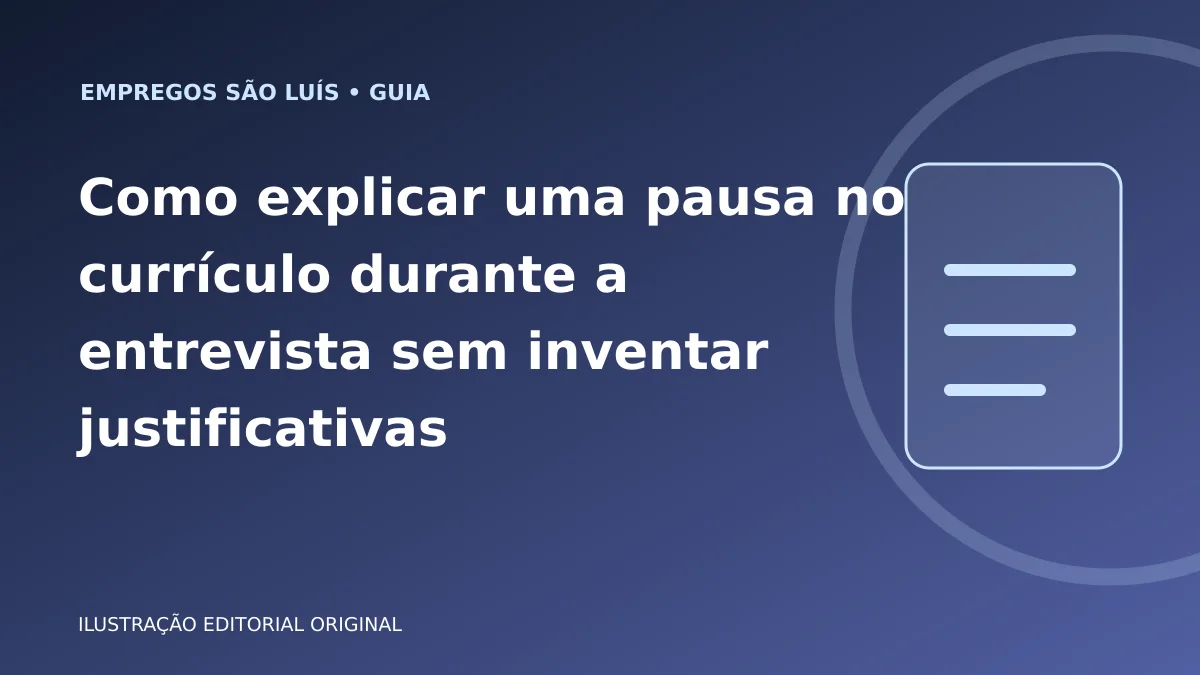 EMPREGOS SÃO LUÍS • GUIA
Como explicar uma pausa no
currículo durante a
entrevista sem inventar
justificativas
ILUSTRAÇÃO EDITORIAL ORIGINAL